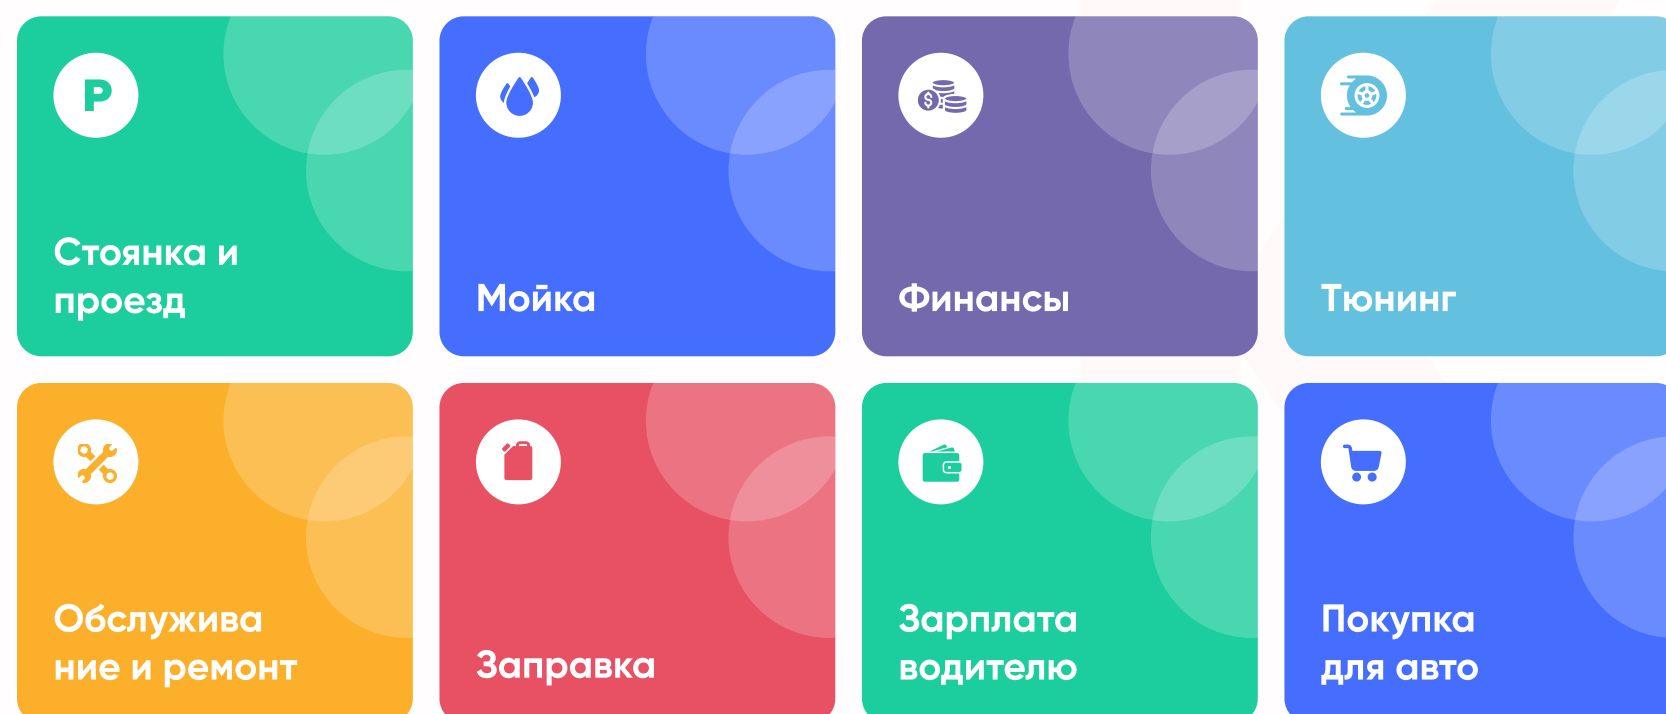 P
Стоянка и
проезд
Мойка
$
Финансы
Тюнинг
Обслужива
ние и ремонт
Заправка
Зарплата
водителю
Покупка
для авто